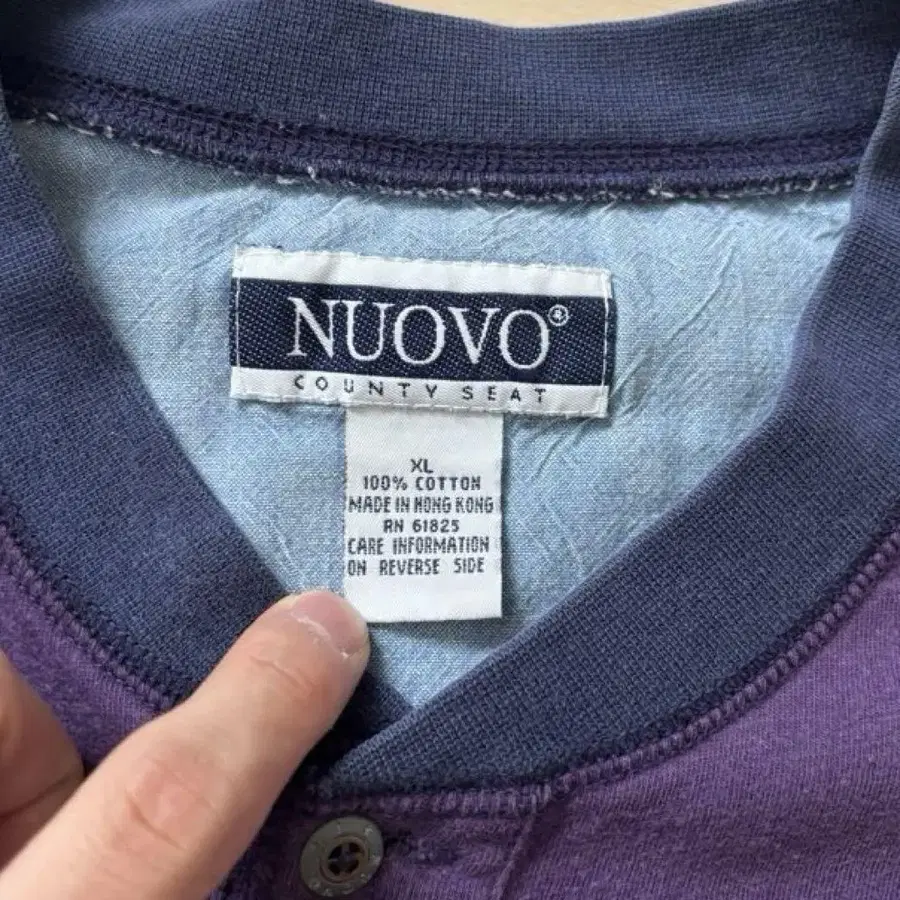 NUOVO®
COUNTY SEAT
XL
100% COTTON
MADE IN HONG KONG
RN 61825
CARE INFORMATION
ON REVERSE SIDE